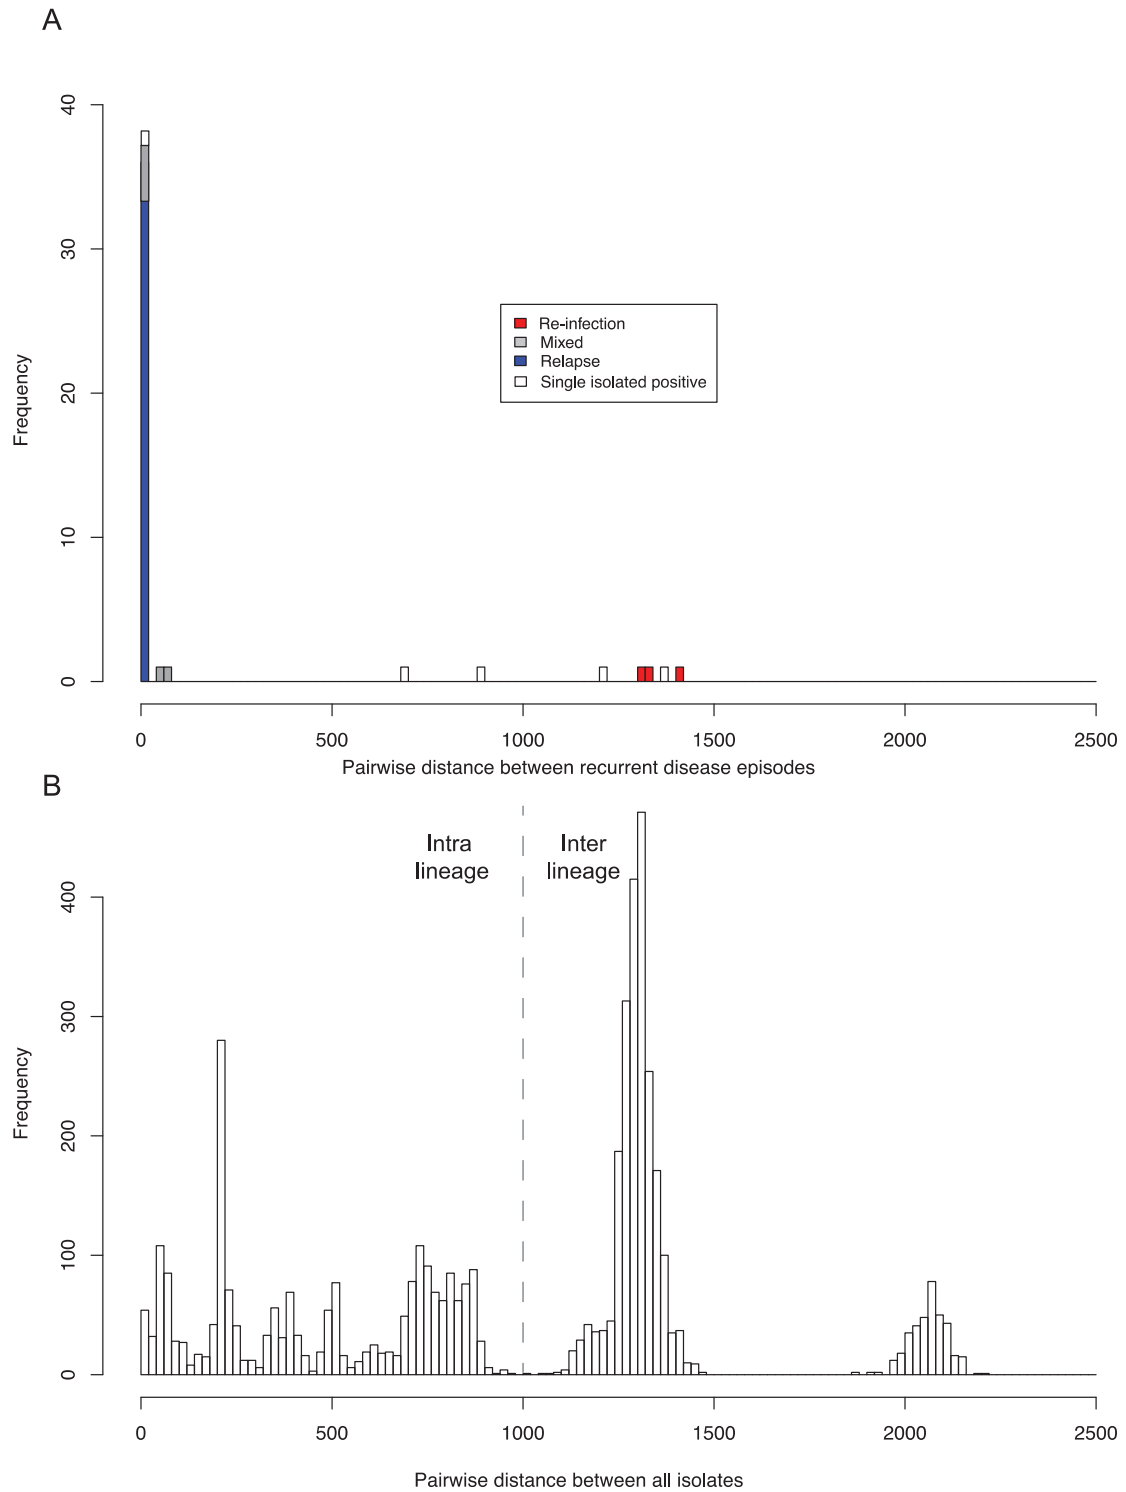 A
40
30
20
10
0
Frequency
Re-infection
Mixed
Relapse
Single isolated positive
0 500 1000 1500 2000 2500
Pairwise distance between recurrent disease episodes
B
Intra
lineage
Inter
lineage
400
300
200
100
0
Frequency
0 500 1000 1500 2000 2500
Pairwise distance between all isolates